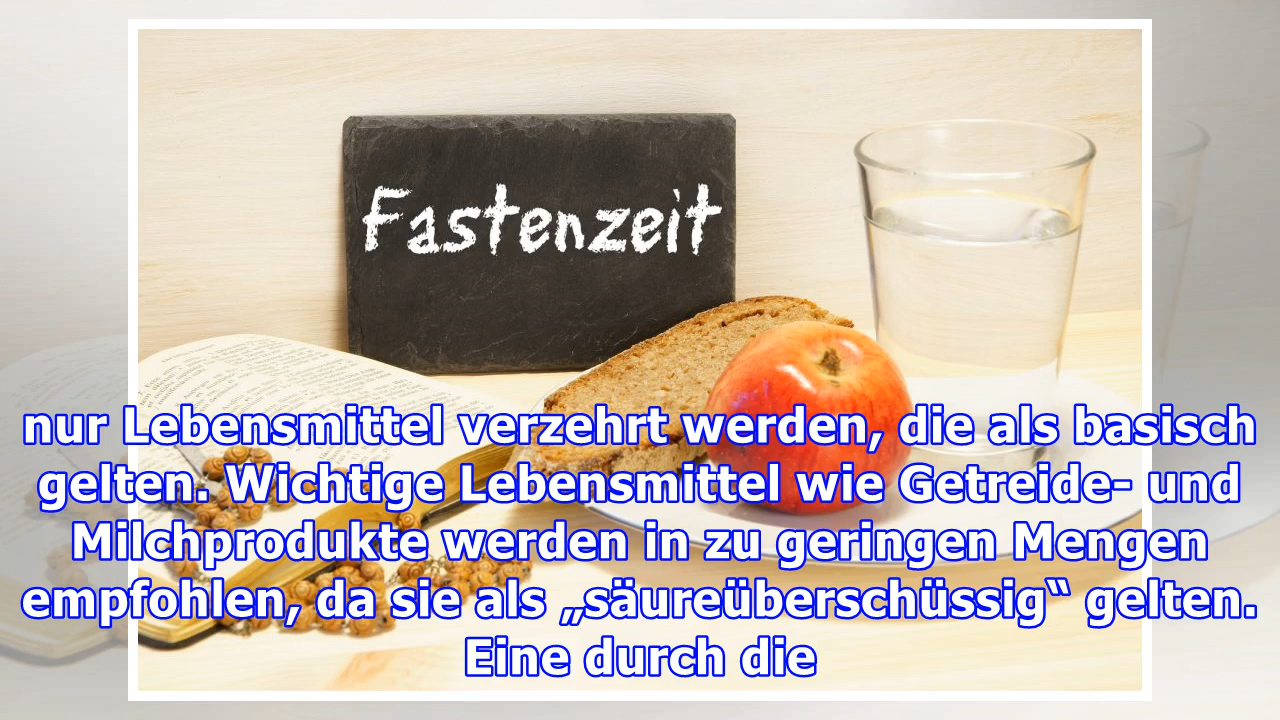 Fastenzeit
nur Lebensmittel verzehrt werden, die als basisch
gelten. Wichtige Lebensmittel wie Getreide- und
Milchprodukte werden in zu geringen Mengen
empfohlen, da sie als „säureüberschüssig“ gelten.
Eine durch die